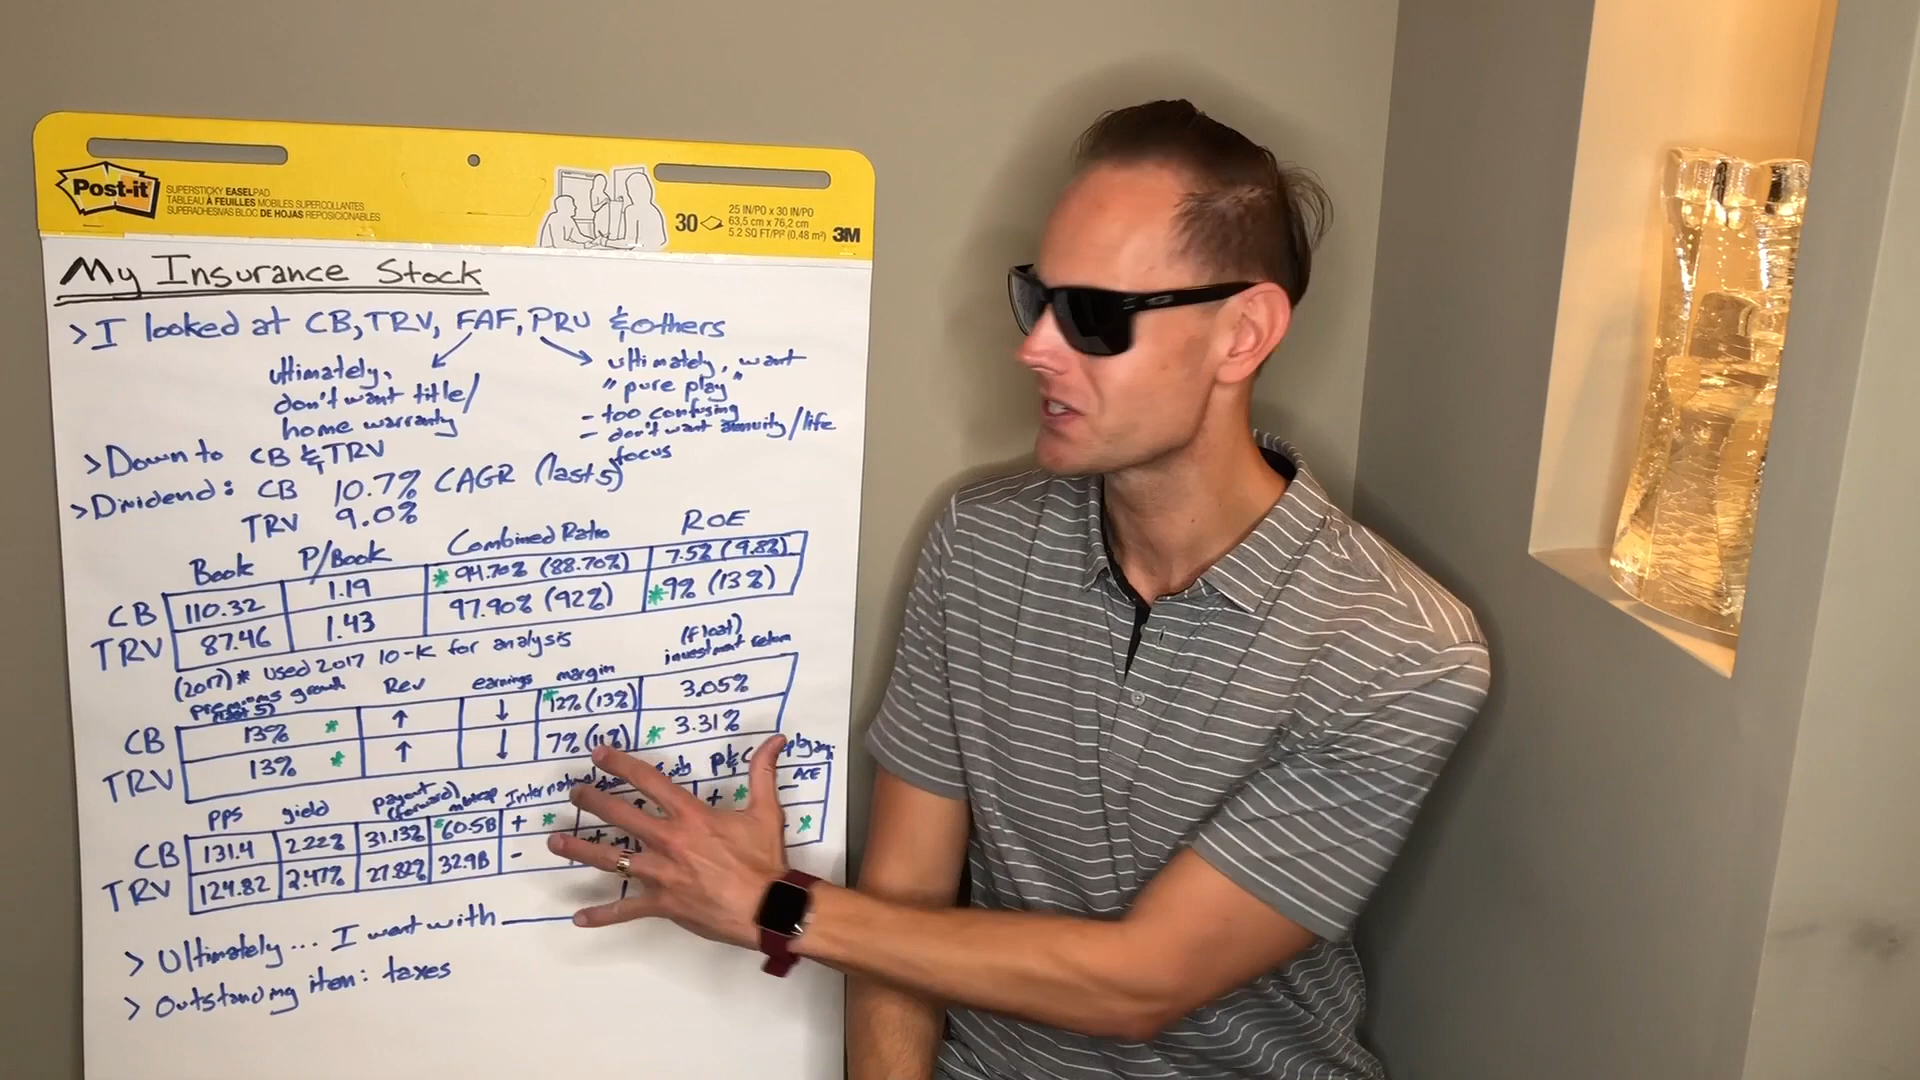 Post-it
SUPERSTICKY EASEL PAD
TABLEAU À FEUILLES MOBILES SUPERCOLLANTES
SUPERADHESIVAS BLOC DE HOJAS REPOSICIONABLES
30
25 IN/PO x 30 IN/PO
63,5 cm x 76,2 cm
5.2 SQ FT/PI² (0,48 m²)
3M
My Insurance Stock
> I looked at CB, TRV, FAF, PRU & others
ultimately,
don't want title/
home warranty
ultimately, want
"pure play"
- too confusing
- don't want annuity/life
focus
> Down to CB & TRV
> Dividend: CB 10.7% CAGR (last 5)
TRV 9.0%
Book P/Book Combined Ratio ROE
CB 110.32 1.19 * 94.70% (88.70%) 7.5% (9.8%)
TRV 87.46 1.43 97.90% (92%) * 9% (13%)
(2017) * Used 2017 10-K for analysis
premiums growth (last 5) Rev earnings margin (float) investment return
CB 13% * ↑ ↓ * 12% (13%) 3.05%
TRV 13% * ↑ ↓ 7% (11%) * 3.31%
PPS yield payout (forward) mktcap International P&C
CB 131.4 2.22% 31.13% * 60.5B + * ↑ + * - ACE
TRV 124.82 2.47% 27.82% 32.9B - - *
> Ultimately... I went with ____
> Outstanding item: taxes